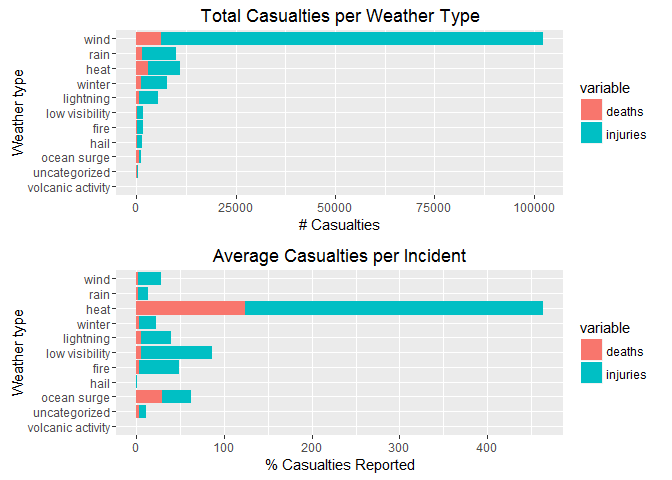 Total Casualties per Weather Type
Weather type
wind
rain
heat
winter
lightning
low visibility
fire
hail
ocean surge
uncategorized
volcanic activity
0 25000 50000 75000 100000
# Casualties
variable
deaths
injuries
Average Casualties per Incident
Weather type
wind
rain
heat
winter
lightning
low visibility
fire
hail
ocean surge
uncategorized
volcanic activity
0 100 200 300 400
% Casualties Reported
variable
deaths
injuries